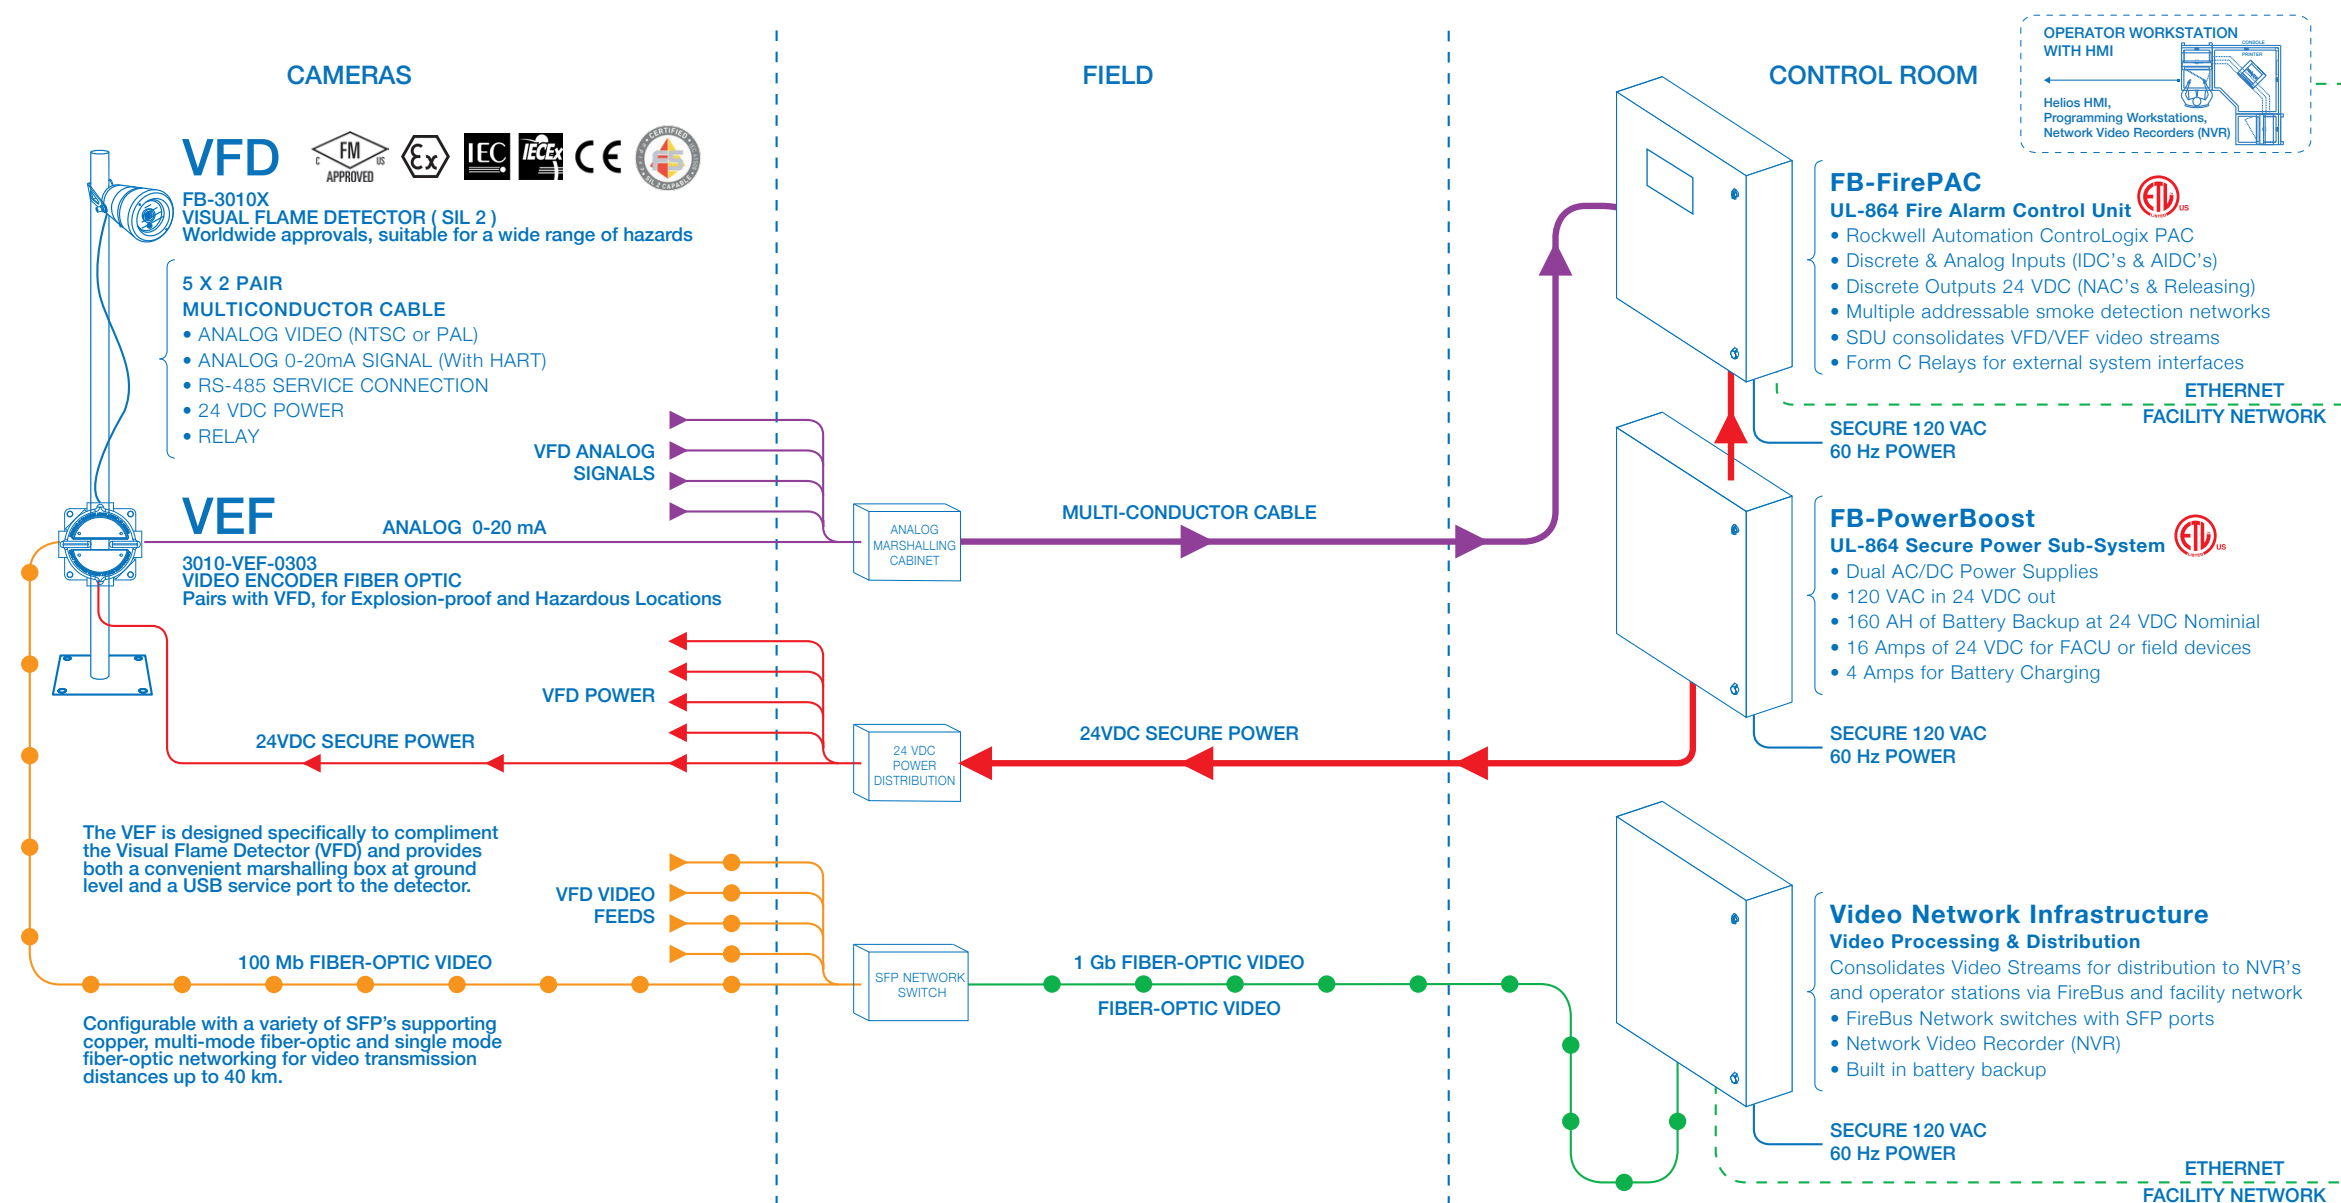 CAMERAS
FIELD
CONTROL ROOM
OPERATOR WORKSTATION
WITH HMI
CONSOLE
PRINTER
Helios HMI,
Programming Workstations,
Network Video Recorders (NVR)
VFD
FM
C US
APPROVED
Ex
IEC
IECEx
CE
CERTIFIED
FS
SIL 2 CAPABLE
FB-3010X
VISUAL FLAME DETECTOR ( SIL 2 )
Worldwide approvals, suitable for a wide range of hazards
5 X 2 PAIR
MULTICONDUCTOR CABLE
• ANALOG VIDEO (NTSC or PAL)
• ANALOG 0-20mA SIGNAL (With HART)
• RS-485 SERVICE CONNECTION
• 24 VDC POWER
• RELAY
VFD ANALOG
SIGNALS
VEF
ANALOG 0-20 mA
3010-VEF-0303
VIDEO ENCODER FIBER OPTIC
Pairs with VFD, for Explosion-proof and Hazardous Locations
ANALOG
MARSHALLING
CABINET
MULTI-CONDUCTOR CABLE
VFD POWER
24VDC SECURE POWER
24 VDC
POWER
DISTRIBUTION
24VDC SECURE POWER
The VEF is designed specifically to compliment
the Visual Flame Detector (VFD) and provides
both a convenient marshalling box at ground
level and a USB service port to the detector.
VFD VIDEO
FEEDS
100 Mb FIBER-OPTIC VIDEO
SFP NETWORK
SWITCH
1 Gb FIBER-OPTIC VIDEO
FIBER-OPTIC VIDEO
Configurable with a variety of SFP's supporting
copper, multi-mode fiber-optic and single mode
fiber-optic networking for video transmission
distances up to 40 km.
FB-FirePAC
UL-864 Fire Alarm Control Unit
ETL
LISTED
US
• Rockwell Automation ControLogix PAC
• Discrete & Analog Inputs (IDC's & AIDC's)
• Discrete Outputs 24 VDC (NAC's & Releasing)
• Multiple addressable smoke detection networks
• SDU consolidates VFD/VEF video streams
• Form C Relays for external system interfaces
ETHERNET
FACILITY NETWORK
SECURE 120 VAC
60 Hz POWER
FB-PowerBoost
UL-864 Secure Power Sub-System
ETL
LISTED
US
• Dual AC/DC Power Supplies
• 120 VAC in 24 VDC out
• 160 AH of Battery Backup at 24 VDC Nominial
• 16 Amps of 24 VDC for FACU or field devices
• 4 Amps for Battery Charging
SECURE 120 VAC
60 Hz POWER
Video Network Infrastructure
Video Processing & Distribution
Consolidates Video Streams for distribution to NVR's
and operator stations via FireBus and facility network
• FireBus Network switches with SFP ports
• Network Video Recorder (NVR)
• Built in battery backup
SECURE 120 VAC
60 Hz POWER
ETHERNET
FACILITY NETWORK